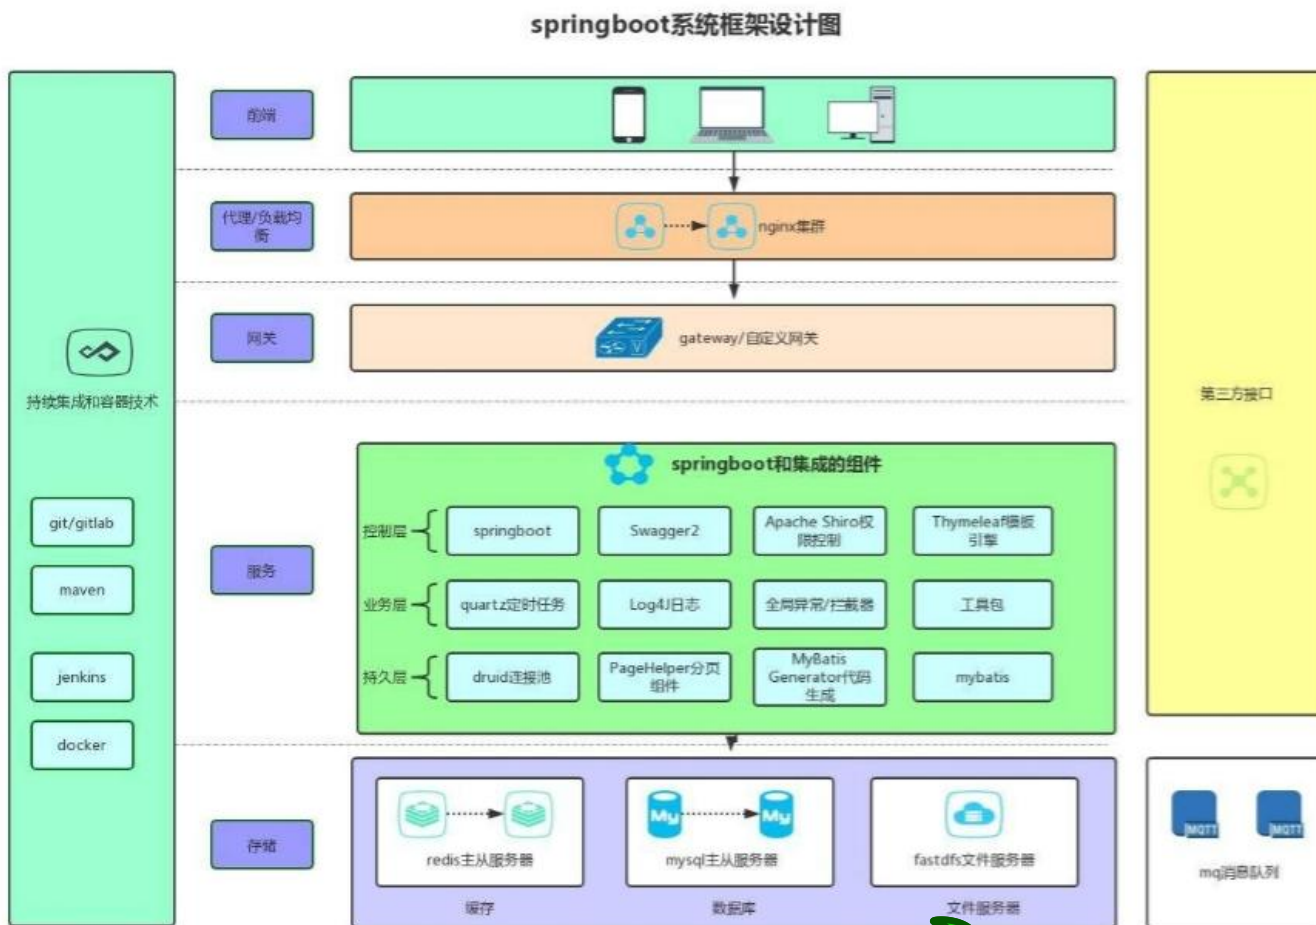 springboot系统框架设计图
前端
代理/负载均
衡
nginx集群
网关
gateway/自定义网关
持续集成和容器技术
git/gitlab
maven
jenkins
docker
第三方接口
服务
springboot和集成的组件
控制层
springboot
Swagger2
Apache Shiro权
限控制
Thymeleaf模板
引擎
业务层
quartz定时任务
Log4J日志
全局异常/拦截器
工具包
持久层
druid连接池
PageHelper分页
组件
MyBatis
Generator代码
生成
mybatis
存储
My
My
redis主从服务器
mysql主从服务器
fastdfs文件服务器
缓存
数据库
文件服务器
MQTT
MQTT
mq消息队列